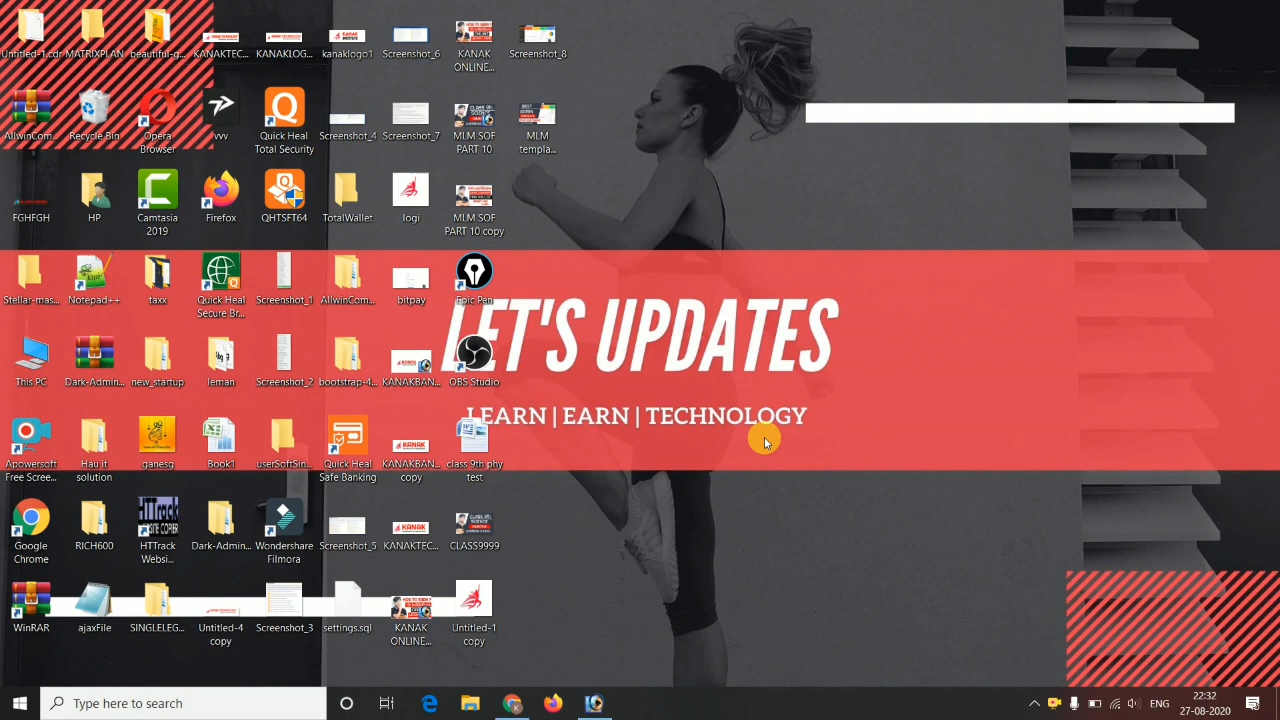 Untitled-1.cdr
MATRIXPLAN
beautiful-g...
KANAKTEC...
KANAKLOG...
kanaklogo1
Screenshot_6
KANAK
ONLINE...
Screenshot_8
AllwinCom...
Recycle Bin
Opera
Browser
vvv
Quick Heal
Total Security
Screenshot_4
Screenshot_7
MLM SOF
PART 10
MLM
templa...
FGHFGH
HP
Camtasia
2019
Firefox
QHTSFT64
TotalWallet
logi
MLM SOF
PART 10 copy
Stellar-mas...
Notepad++
taxx
Quick Heal
Secure Br...
Screenshot_1
AllwinCom...
bitpay
Epic Pen
LET'S UPDATES
This PC
Dark-Admin...
new_startup
leman
Screenshot_2
bootstrap-4...
KANAKBAN...
OBS Studio
LEARN | EARN | TECHNOLOGY
Apowersoft
Free Scree...
Hau it
solution
ganesg
Book1
userSoftSin...
Quick Heal
Safe Banking
KANAKBAN...
copy
class 9th phy
test
Google
Chrome
RICH600
HTTrack
Websi...
Dark-Admin...
Wondershare
Filmora
Screenshot_5
KANAKTEC...
CLASS9999
WinRAR
ajaxFile
SINGLELEG...
Untitled-4
copy
Screenshot_3
settings.sql
KANAK
ONLINE...
Untitled-1
copy
Type here to search
ENG
22:32
27-08-2020